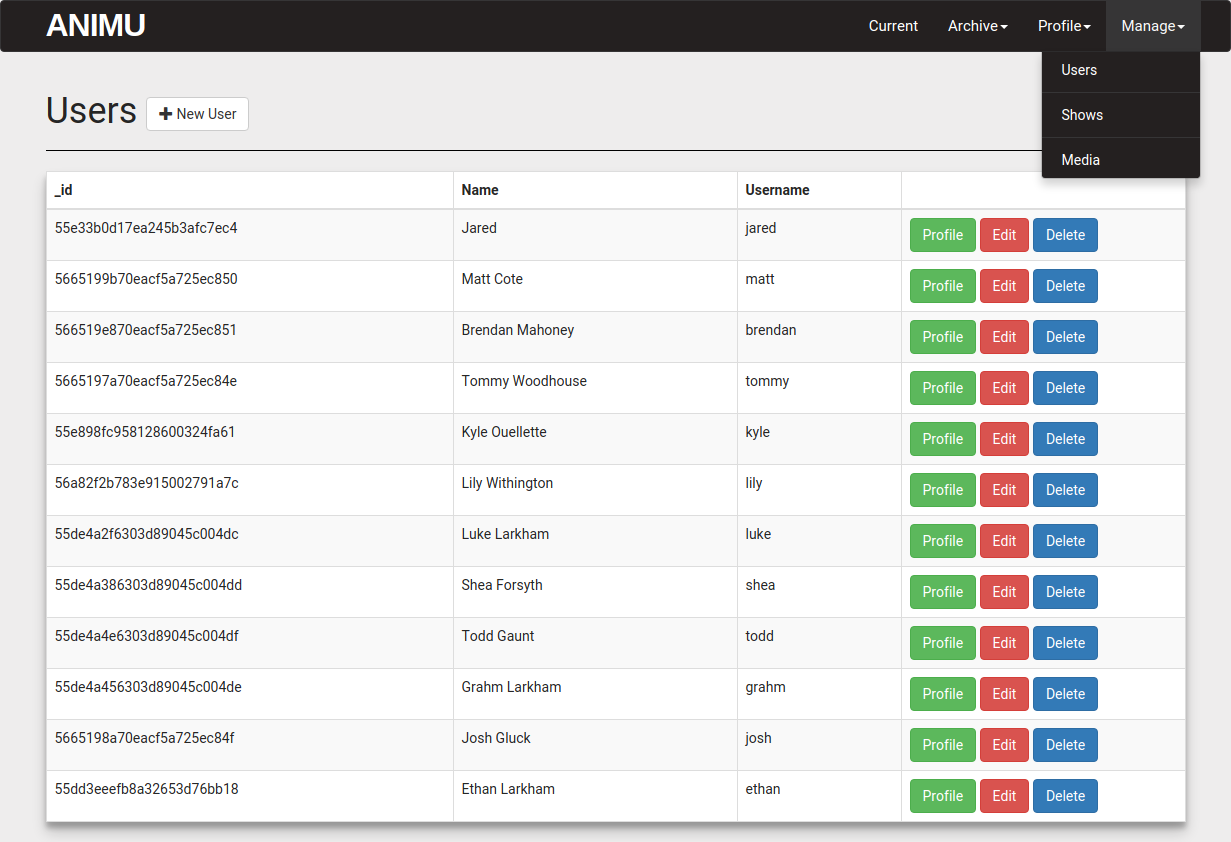 ANIMU Current Archive Profile Manage
Users
Shows
Media
Users New User
_id Name Username
55e33b0d17ea245b3afc7ec4 Jared jared Profile Edit Delete
5665199b70eacf5a725ec850 Matt Cote matt Profile Edit Delete
566519e870eacf5a725ec851 Brendan Mahoney brendan Profile Edit Delete
5665197a70eacf5a725ec84e Tommy Woodhouse tommy Profile Edit Delete
55e898fc958128600324fa61 Kyle Ouellette kyle Profile Edit Delete
56a82f2b783e915002791a7c Lily Withington lily Profile Edit Delete
55de4a2f6303d89045c004dc Luke Larkham luke Profile Edit Delete
55de4a386303d89045c004dd Shea Forsyth shea Profile Edit Delete
55de4a4e6303d89045c004df Todd Gaunt todd Profile Edit Delete
55de4a456303d89045c004de Grahm Larkham grahm Profile Edit Delete
5665198a70eacf5a725ec84f Josh Gluck josh Profile Edit Delete
55dd3eeefb8a32653d76bb18 Ethan Larkham ethan Profile Edit Delete